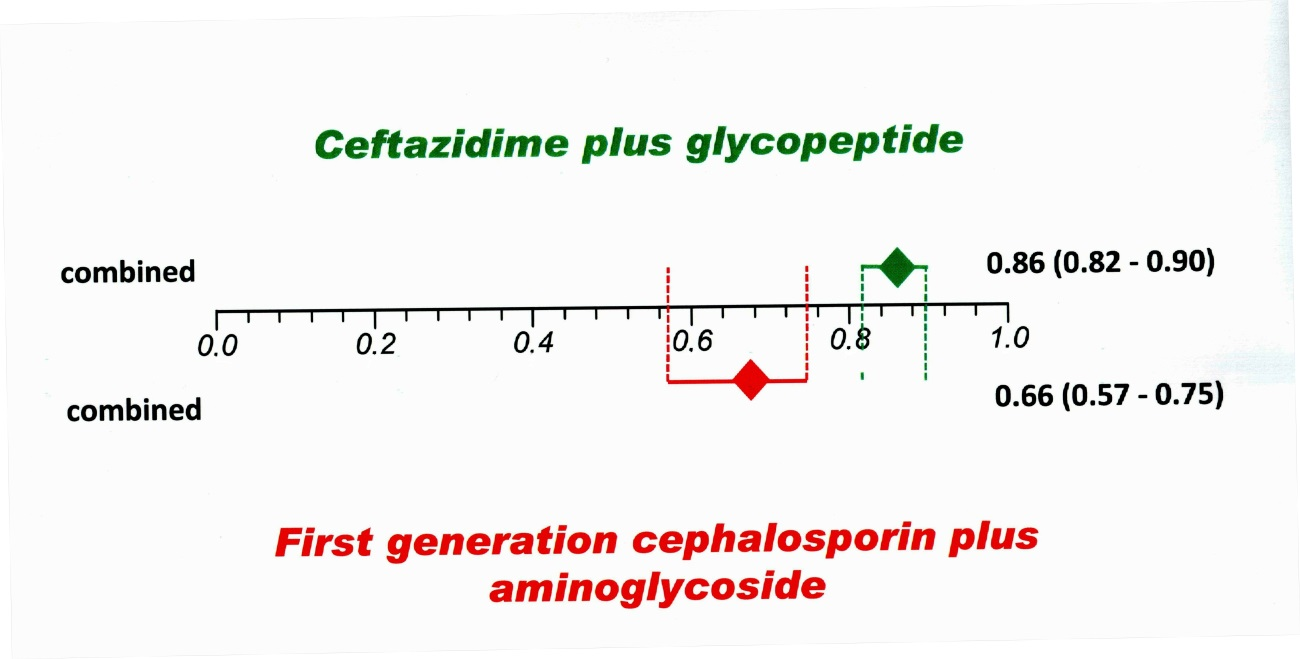 Ceftazidime plus glycopeptide
combined
0.86 (0.82 - 0.90)
0.0 0.2 0.4 0.6 0.8 1.0
combined
0.66 (0.57 - 0.75)
First generation cephalosporin plus
aminoglycoside